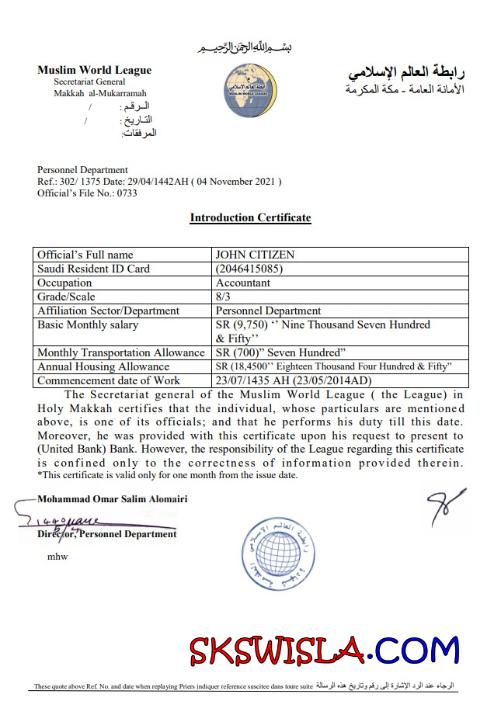 بسم الله الرحمن الرحيم
Muslim World League
Secretariat General
Makkah al-Mukarramah
رابطة العالم الإسلامي
الأمانة العامة - مكة المكرمة
الـرقـم : /
التـاريخ : /
المرفقات:
MUSLIM WORLD LEAGUE
Personnel Department
Ref.: 302/ 1375 Date: 29/04/1442AH ( 04 November 2021 )
Official's File No.: 0733
Introduction Certificate
Official's Full name JOHN CITIZEN
Saudi Resident ID Card (2046415085)
Occupation Accountant
Grade/Scale 8/3
Affiliation Sector/Department Personnel Department
Basic Monthly salary SR (9,750) '' Nine Thousand Seven Hundred
& Fifty''
Monthly Transportation Allowance SR (700)" Seven Hundred"
Annual Housing Allowance SR (18,4500'' Eighteen Thousand Four Hundred & Fifty"
Commencement date of Work 23/07/1435 AH (23/05/2014AD)
The Secretariat general of the Muslim World League ( the League) in
Holy Makkah certifies that the individual, whose particulars are mentioned
above, is one of its officials; and that he performs his duty till this date.
Moreover, he was provided with this certificate upon his request to present to
(United Bank) Bank. However, the responsibility of the League regarding this certificate
is confined only to the correctness of information provided therein.
*This certificate is valid only for one month from the issue date.
Mohammad Omar Salim Alomairi
Director, Personnel Department
mhw
رابطة العالم الإسلامي
SKSWISLA.COM
These quote above Ref. No. and date when replaying Priers indiquer reference suscitee dans toute suite الرجاء عند الرد الإشارة إلى رقم وتاريخ هذه الرسالة